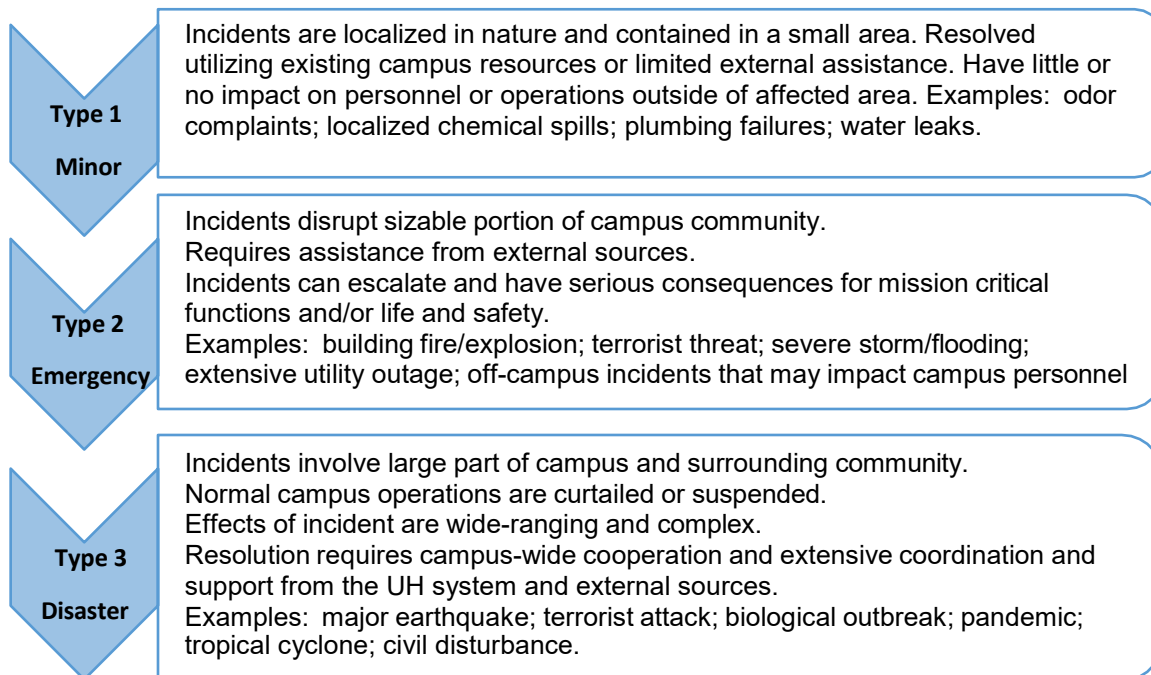 Type 1
Minor
Incidents are localized in nature and contained in a small area. Resolved
utilizing existing campus resources or limited external assistance. Have little or
no impact on personnel or operations outside of affected area. Examples:  odor
complaints; localized chemical spills; plumbing failures; water leaks.
Type 2
Emergency
Incidents disrupt sizable portion of campus community.
Requires assistance from external sources.
Incidents can escalate and have serious consequences for mission critical
functions and/or life and safety.
Examples:  building fire/explosion; terrorist threat; severe storm/flooding;
extensive utility outage; off-campus incidents that may impact campus personnel
Type 3
Disaster
Incidents involve large part of campus and surrounding community.
Normal campus operations are curtailed or suspended.
Effects of incident are wide-ranging and complex.
Resolution requires campus-wide cooperation and extensive coordination and
support from the UH system and external sources.
Examples:  major earthquake; terrorist attack; biological outbreak; pandemic;
tropical cyclone; civil disturbance.